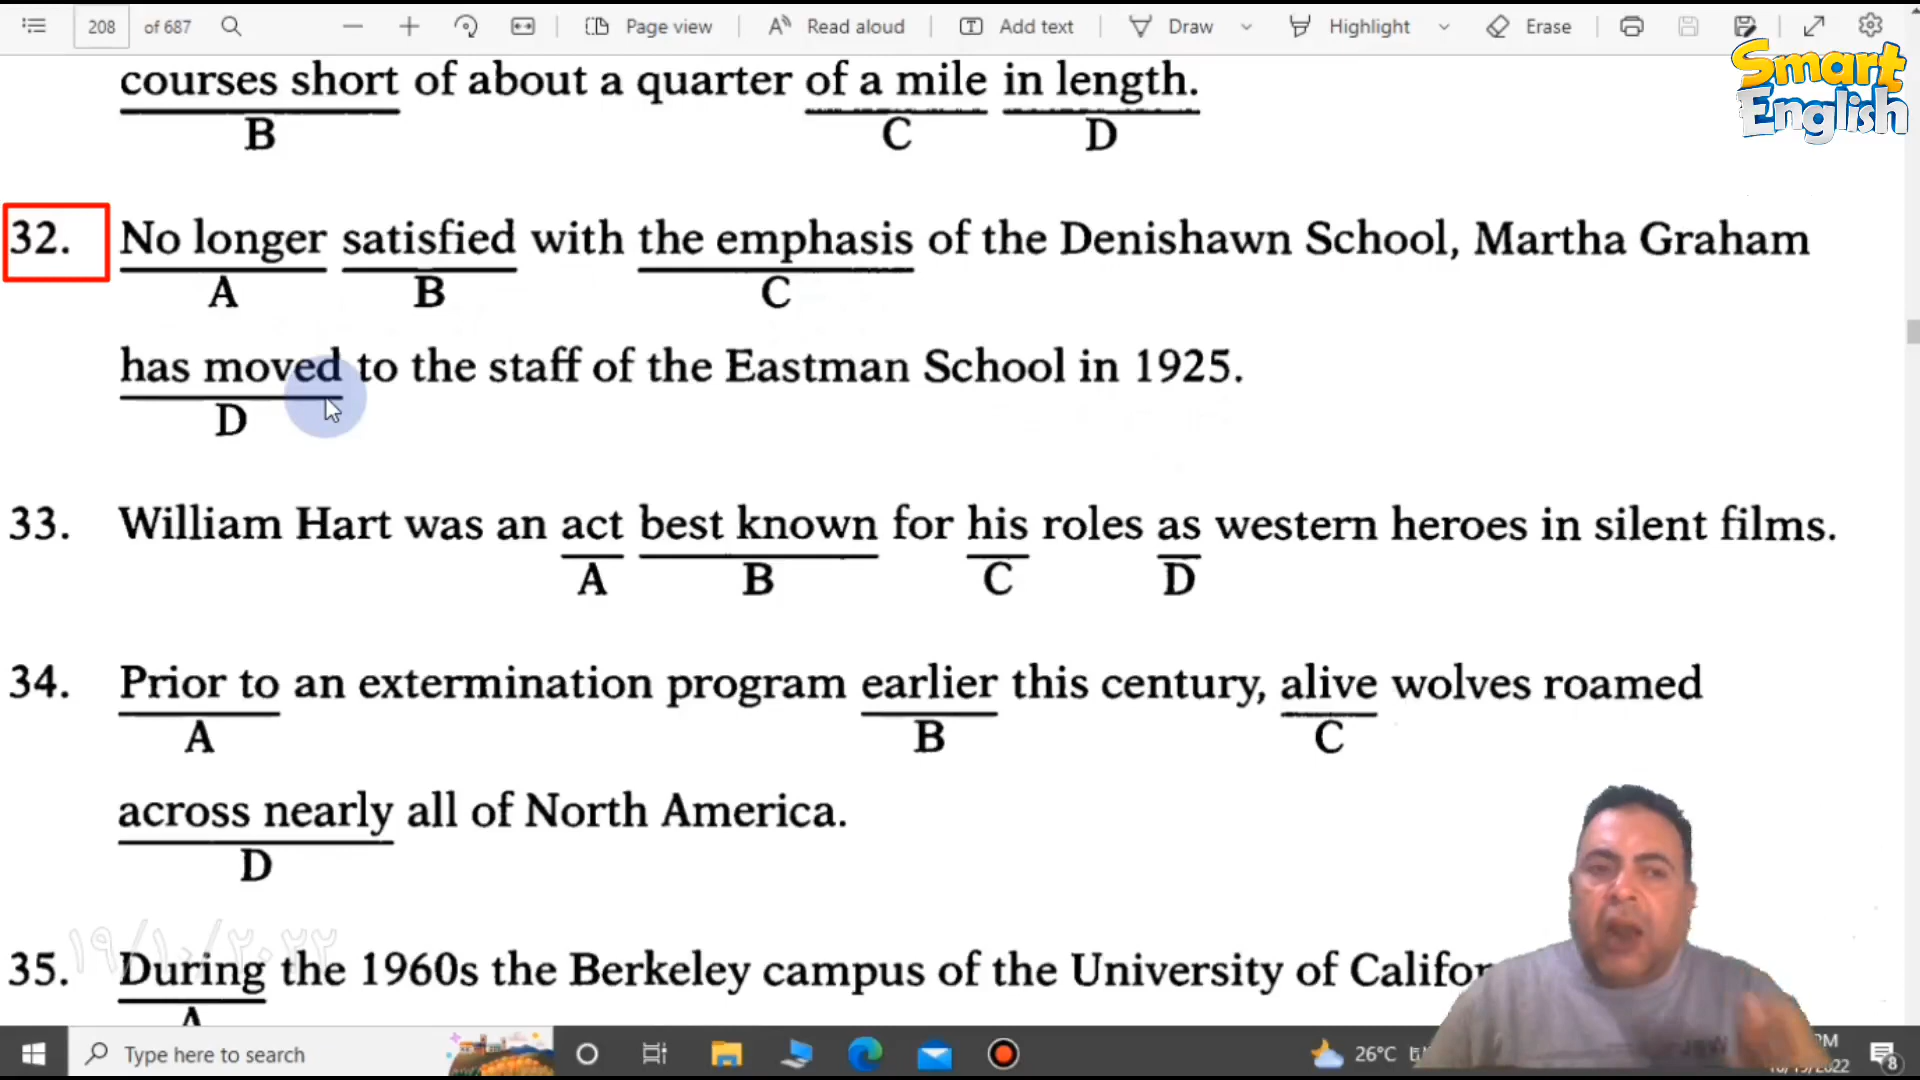 208 of 687 Page view Read aloud Add text Draw Highlight Erase
Smart
English
courses short of about a quarter of a mile in length.
B C D
32. No longer satisfied with the emphasis of the Denishawn School, Martha Graham
A B C
has moved to the staff of the Eastman School in 1925.
D
33. William Hart was an act best known for his roles as western heroes in silent films.
A B C D
34. Prior to an extermination program earlier this century, alive wolves roamed
A B C
across nearly all of North America.
D
١٩/١٠/٢٠٢٢
35. During the 1960s the Berkeley campus of the University of Califor
A
Type here to search 26°C
8